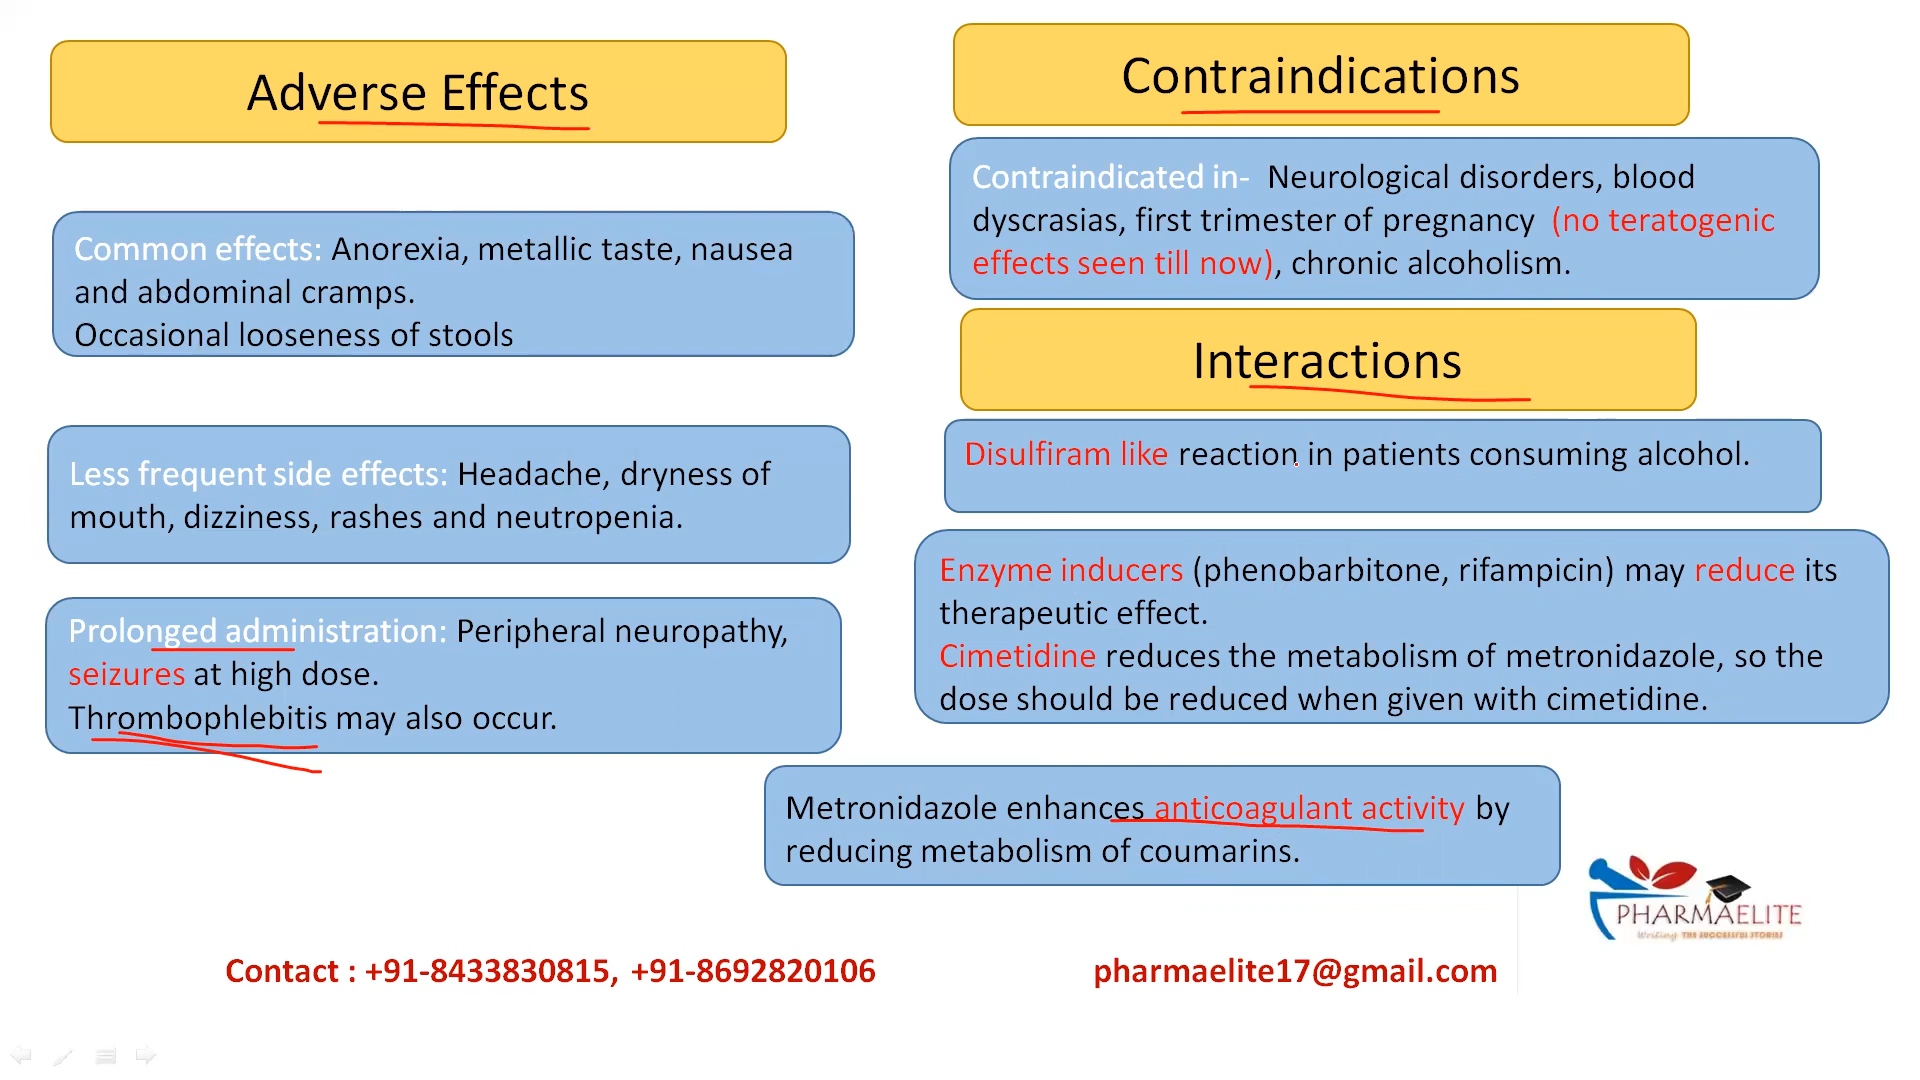 Adverse Effects
Common effects: Anorexia, metallic taste, nausea
and abdominal cramps.
Occasional looseness of stools
Less frequent side effects: Headache, dryness of
mouth, dizziness, rashes and neutropenia.
Prolonged administration: Peripheral neuropathy,
seizures at high dose.
Thrombophlebitis may also occur.
Contraindications
Contraindicated in-  Neurological disorders, blood
dyscrasias, first trimester of pregnancy  (no teratogenic
effects seen till now), chronic alcoholism.
Interactions
Disulfiram like reaction in patients consuming alcohol.
Enzyme inducers (phenobarbitone, rifampicin) may reduce its
therapeutic effect.
Cimetidine reduces the metabolism of metronidazole, so the
dose should be reduced when given with cimetidine.
Metronidazole enhances anticoagulant activity by
reducing metabolism of coumarins.
PHARMAELITE
Writing THE SUCCESSFUL STORIES
Contact : +91-8433830815, +91-8692820106
pharmaelite17@gmail.com